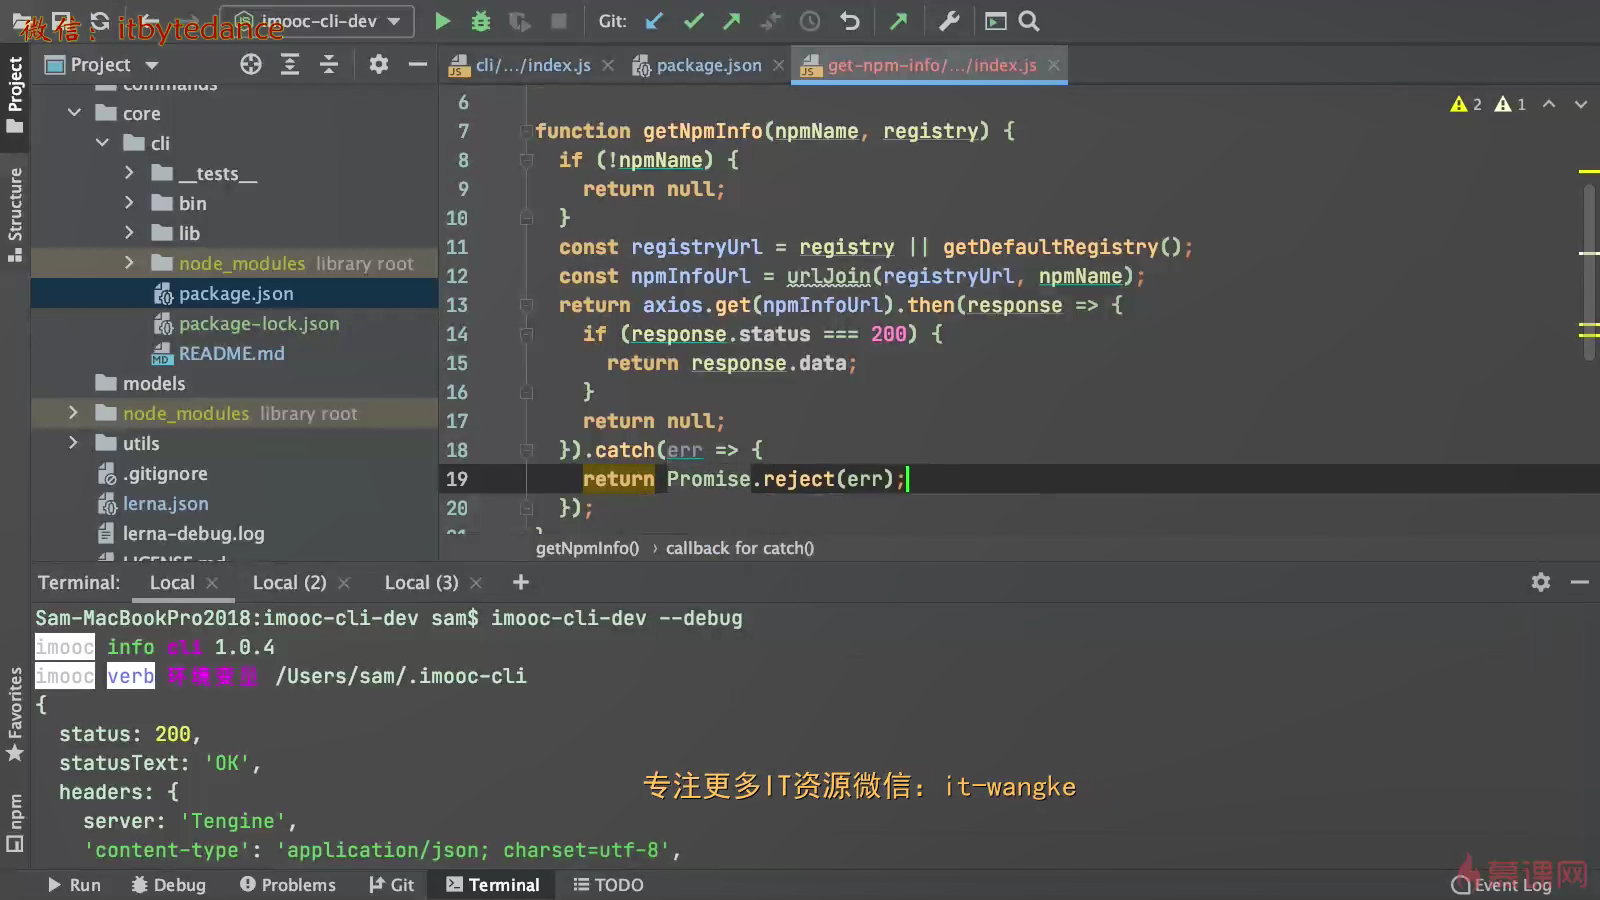 微信：itbytedance
imooc-cli-dev
Git:
Project
cli/.../index.js
package.json
get-npm-info/.../index.js
Project
Structure
Favorites
npm
commands
core
cli
__tests__
bin
lib
node_modules library root
package.json
package-lock.json
README.md
models
node_modules library root
utils
.gitignore
lerna.json
lerna-debug.log
LICENSE.md
2
1
6
7 function getNpmInfo(npmName, registry) {
8 if (!npmName) {
9 return null;
10 }
11 const registryUrl = registry || getDefaultRegistry();
12 const npmInfoUrl = urlJoin(registryUrl, npmName);
13 return axios.get(npmInfoUrl).then(response => {
14 if (response.status === 200) {
15 return response.data;
16 }
17 return null;
18 }).catch(err => {
19 return Promise.reject(err);
20 });
21 }
getNpmInfo() › callback for catch()
Terminal: Local Local (2) Local (3) +
Sam-MacBookPro2018:imooc-cli-dev sam$ imooc-cli-dev --debug
imooc info cli 1.0.4
imooc verb 环境变量 /Users/sam/.imooc-cli
{
status: 200,
statusText: 'OK',
headers: {
server: 'Tengine',
'content-type': 'application/json; charset=utf-8',
专注更多IT资源微信：it-wangke
Run Debug Problems Git Terminal TODO
Event Log
慕课网